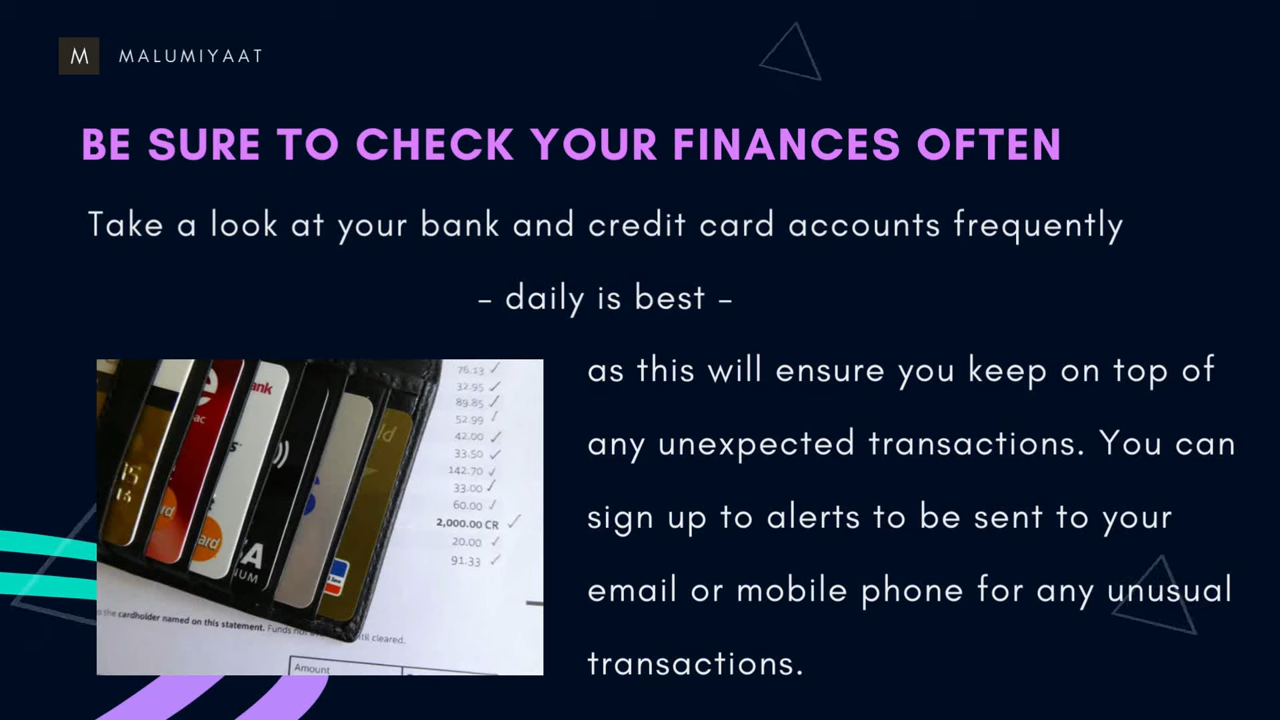 M MALUMIYAAT
BE SURE TO CHECK YOUR FINANCES OFTEN
Take a look at your bank and credit card accounts frequently
– daily is best –
as this will ensure you keep on top of
any unexpected transactions. You can
sign up to alerts to be sent to your
email or mobile phone for any unusual
transactions.
76.13 ✓
32.95 ✓
89.85 ✓
52.99 ✓
42.00 ✓
33.50 ✓
142.70 ✓
33.00 ✓
60.00 ✓
2,000.00 CR ✓
20.00 ✓
91.33 ✓
the cardholder named on this statement. Funds cleared.
Amount